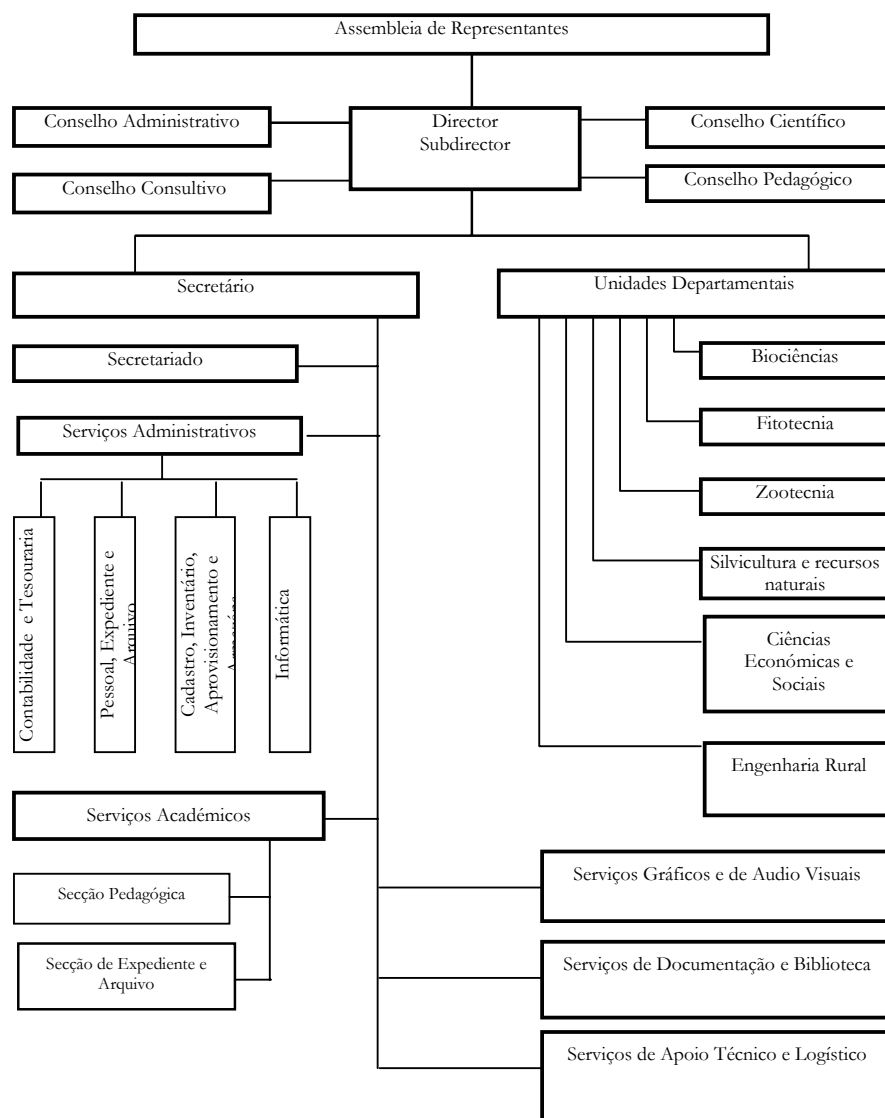 Assembleia de Representantes
Conselho Administrativo
Director
Subdirector
Conselho Científico
Conselho Consultivo
Conselho Pedagógico
Secretário
Unidades Departamentais
Secretariado
Biociências
Serviços Administrativos
Fitotecnia
Zootecnia
Contabilidade e Tesouraria
Pessoal, Expediente e
Arquivo
Cadastro, Inventário,
Aprovisionamento e
Informática
Silvicultura e recursos
naturais
Ciências
Económicas e
Sociais
Engenharia Rural
Serviços Académicos
Secção Pedagógica
Secção de Expediente e
Arquivo
Serviços Gráficos e de Audio Visuais
Serviços de Documentação e Biblioteca
Serviços de Apoio Técnico e Logístico